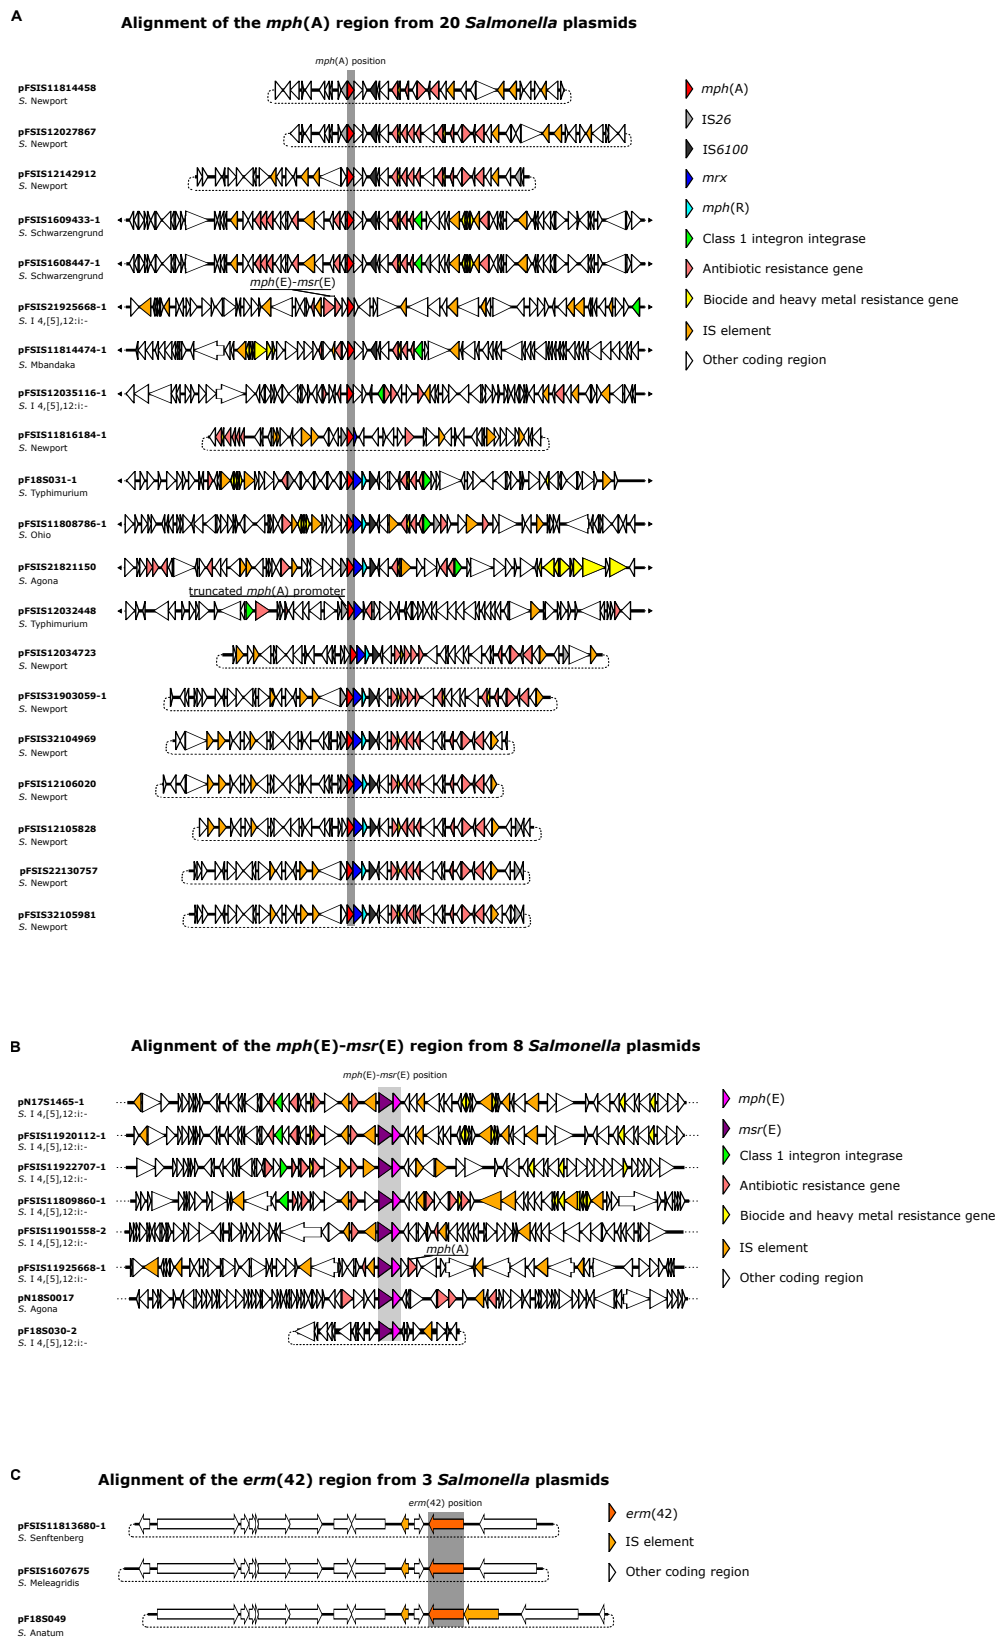 A
Alignment of the mph(A) region from 20 Salmonella plasmids
mph(A) position
pFSIS11814458
S. Newport
pFSIS12027867
S. Newport
pFSIS12142912
S. Newport
pFSIS1609433-1
S. Schwarzengrund
pFSIS1608447-1
S. Schwarzengrund
mph(E)-msr(E)
pFSIS21925668-1
S. I 4,[5],12:i:-
pFSIS11814474-1
S. Mbandaka
pFSIS12035116-1
S. I 4,[5],12:i:-
pFSIS11816184-1
S. Newport
pF18S031-1
S. Typhimurium
pFSIS11808786-1
S. Ohio
pFSIS21821150
S. Agona
truncated mph(A) promoter
pFSIS12032448
S. Typhimurium
pFSIS12034723
S. Newport
pFSIS31903059-1
S. Newport
pFSIS32104969
S. Newport
pFSIS12106020
S. Newport
pFSIS12105828
S. Newport
pFSIS22130757
S. Newport
pFSIS32105981
S. Newport
mph(A)
IS26
IS6100
mrx
mph(R)
Class 1 integron integrase
Antibiotic resistance gene
Biocide and heavy metal resistance gene
IS element
Other coding region
B
Alignment of the mph(E)-msr(E) region from 8 Salmonella plasmids
mph(E)-msr(E) position
pN17S1465-1
S. I 4,[5],12:i:-
pFSIS11920112-1
S. I 4,[5],12:i:-
pFSIS11922707-1
S. I 4,[5],12:i:-
pFSIS11809860-1
S. I 4,[5],12:i:-
pFSIS11901558-2
S. I 4,[5],12:i:-
mph(A)
pFSIS11925668-1
S. I 4,[5],12:i:-
pN18S0017
S. Agona
pF18S030-2
S. I 4,[5],12:i:-
mph(E)
msr(E)
Class 1 integron integrase
Antibiotic resistance gene
Biocide and heavy metal resistance gene
IS element
Other coding region
C
Alignment of the erm(42) region from 3 Salmonella plasmids
erm(42) position
pFSIS11813680-1
S. Senftenberg
pFSIS1607675
S. Meleagridis
pF18S049
S. Anatum
erm(42)
IS element
Other coding region